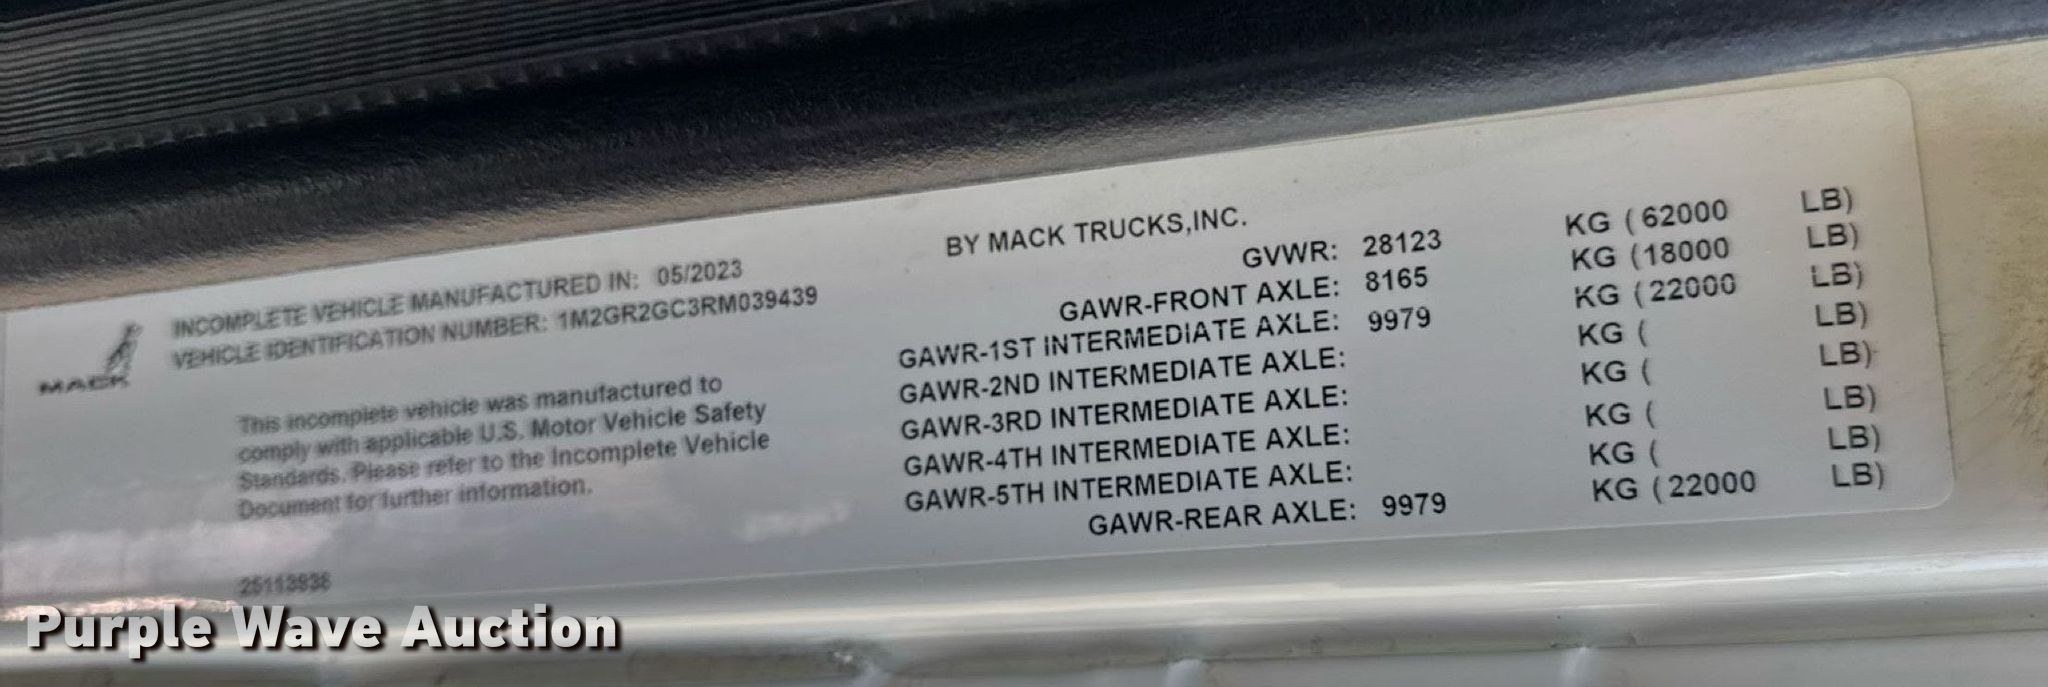 INCOMPLETE VEHICLE MANUFACTURED IN: 05/2023
VEHICLE IDENTIFICATION NUMBER: 1M2GR2GC3RM039439
MACK
This incomplete vehicle was manufactured to
comply with applicable U.S. Motor Vehicle Safety
Standards. Please refer to the Incomplete Vehicle
Document for further information.
25113938
BY MACK TRUCKS,INC.
GVWR: 28123 KG (62000 LB)
GAWR-FRONT AXLE: 8165 KG (18000 LB)
GAWR-1ST INTERMEDIATE AXLE: 9979 KG (22000 LB)
GAWR-2ND INTERMEDIATE AXLE: KG ( LB)
GAWR-3RD INTERMEDIATE AXLE: KG ( LB)
GAWR-4TH INTERMEDIATE AXLE: KG ( LB)
GAWR-5TH INTERMEDIATE AXLE: KG ( LB)
GAWR-REAR AXLE: 9979 KG (22000 LB)
Purple Wave Auction